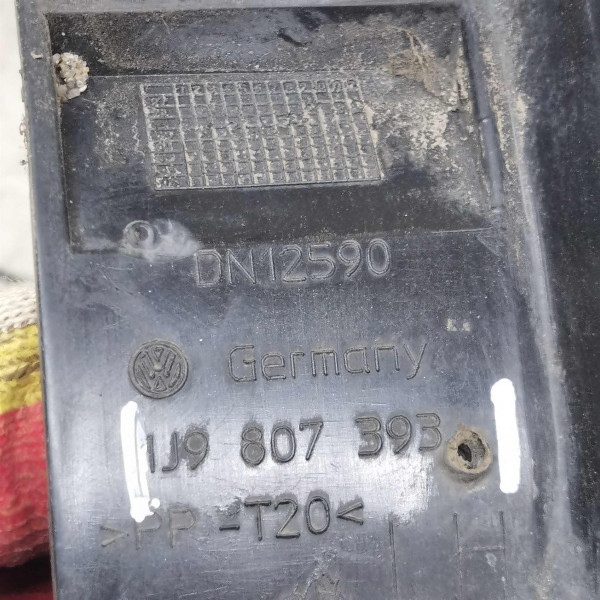 DN12590
Germany
1J9 807 393
>PP-T20<